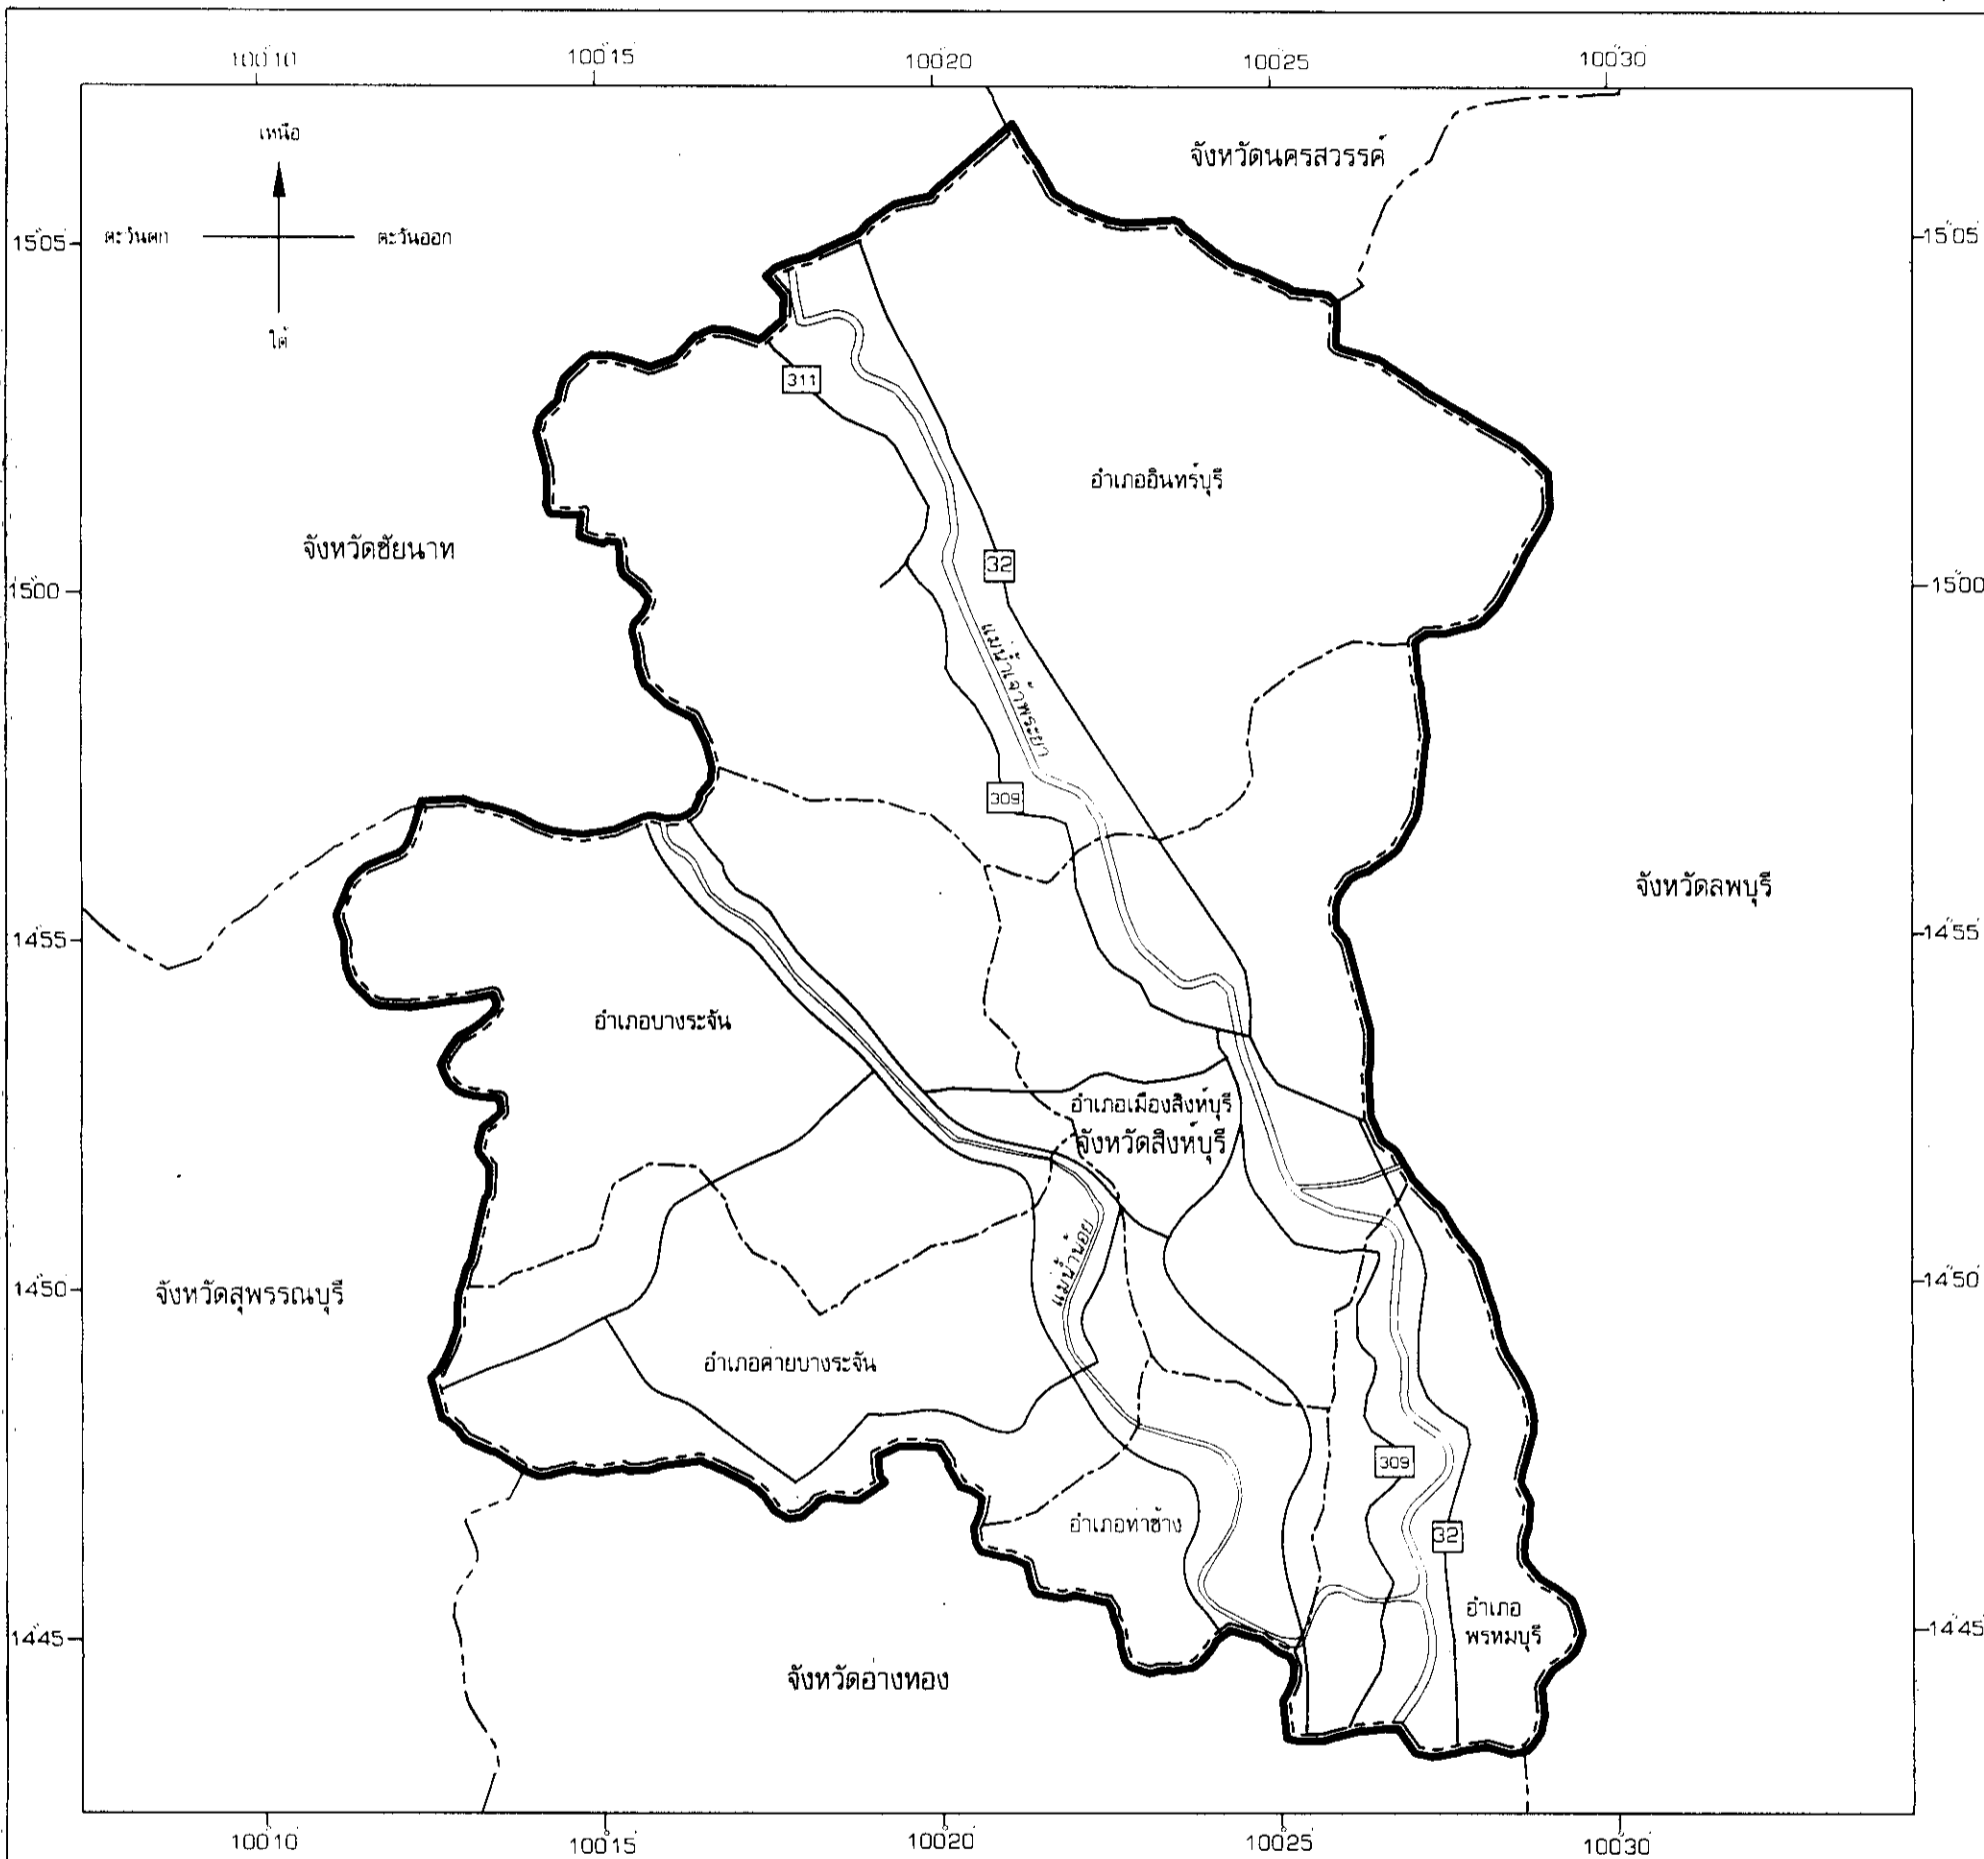 100°10' 100°15' 100°20' 100°25' 100°30'
เหนือ
จังหวัดนครสวรรค์
15°05' ตะวันตก ตะวันออก 15°05'
ใต้
311
อำเภออินทร์บุรี
จังหวัดชัยนาท
32
15°00' 15°00'
แม่น้ำเจ้าพระยา
309
จังหวัดลพบุรี
14°55' 14°55'
อำเภอบางระจัน
อำเภอเมืองสิงห์บุรี
จังหวัดสิงห์บุรี
แม่น้ำน้อย
14°50' 14°50'
จังหวัดสุพรรณบุรี
อำเภอค่ายบางระจัน
309
อำเภอท่าช้าง
32
อำเภอ
พรหมบุรี
14°45' 14°45'
จังหวัดอ่างทอง
100°10' 100°15' 100°20' 100°25' 100°30'